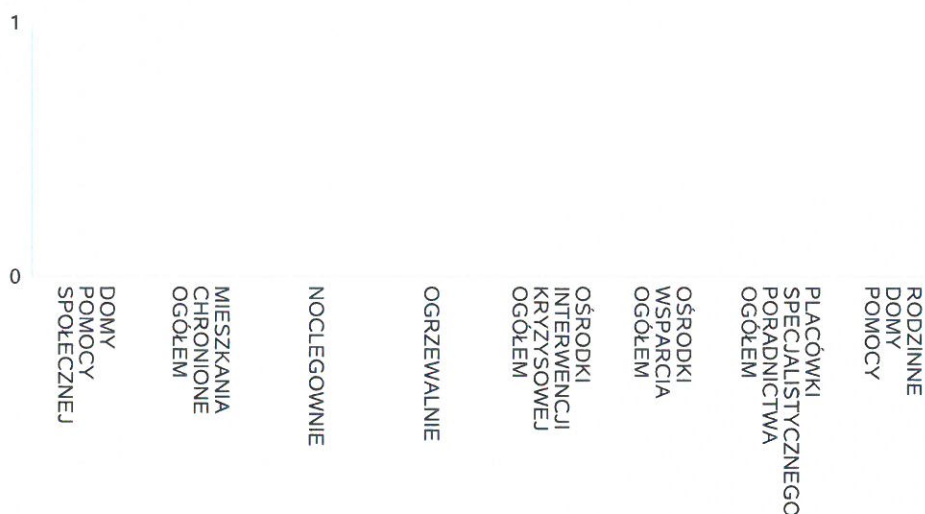 1
0
DOMY
POMOCY
SPOŁECZNEJ
MIESZKANIA
CHRONIONE
OGÓŁEM
NOCLEGOWNIE
OGRZEWALNIE
OŚRODKI
INTERWENCJI
KRYZYSOWEJ
OGÓŁEM
OŚRODKI
WSPARCIA
OGÓŁEM
PLACÓWKI
SPECJALISTYCZNEGO
PORADNICTWA
OGÓŁEM
RODZINNE
DOMY
POMOCY